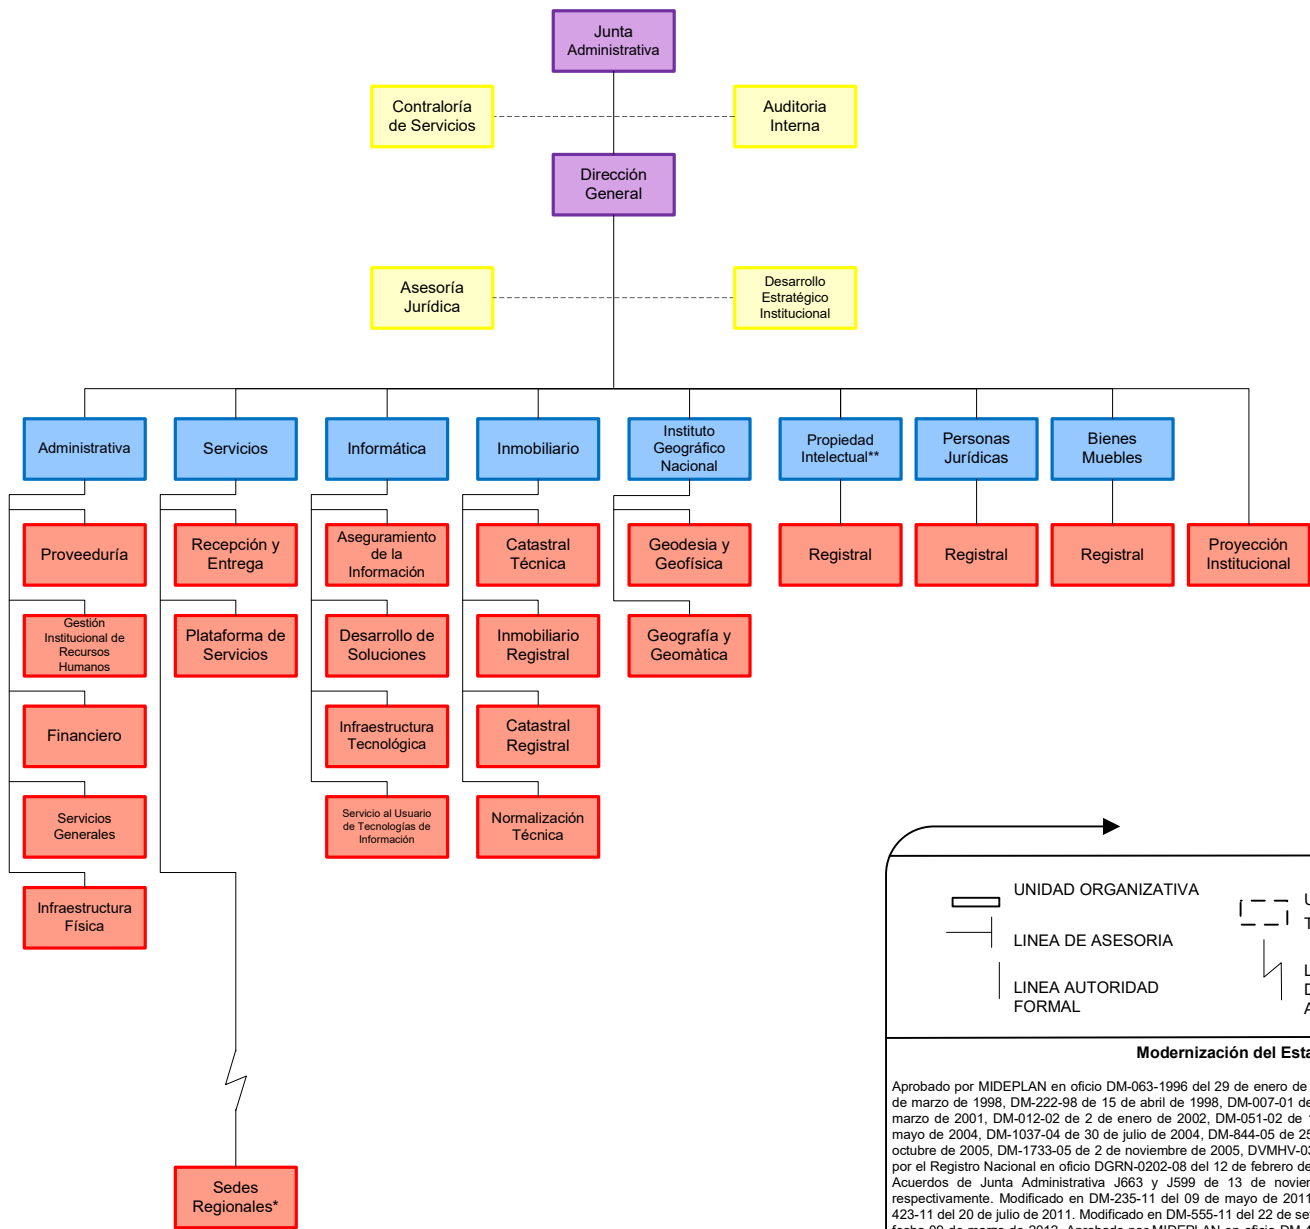 Junta
Administrativa
Contraloría
de Servicios
Auditoria
Interna
Dirección
General
Asesoría
Jurídica
Desarrollo
Estratégico
Institucional
Administrativa
Servicios
Informática
Inmobiliario
Instituto
Geográfico
Nacional
Propiedad
Intelectual**
Personas
Jurídicas
Bienes
Muebles
Proveeduría
Recepción y
Entrega
Aseguramiento
de la
Información
Catastral
Técnica
Geodesia y
Geofísica
Registral
Registral
Registral
Proyección
Institucional
Gestión
Institucional de
Recursos
Humanos
Plataforma de
Servicios
Desarrollo de
Soluciones
Inmobiliario
Registral
Geografía y
Geomàtica
Financiero
Infraestructura
Tecnológica
Catastral
Registral
Servicios
Generales
Servicio al Usuario
de Tecnologías de
Información
Normalización
Técnica
Infraestructura
Física
Sedes
Regionales*
UNIDAD ORGANIZATIVA
LINEA DE ASESORIA
LINEA AUTORIDAD
FORMAL
Modernización del Esta
Aprobado por MIDEPLAN en oficio DM-063-1996 del 29 de enero de
de marzo de 1998, DM-222-98 de 15 de abril de 1998, DM-007-01 de
marzo de 2001, DM-012-02 de 2 de enero de 2002, DM-051-02 de
mayo de 2004, DM-1037-04 de 30 de julio de 2004, DM-844-05 de 25
octubre de 2005, DM-1733-05 de 2 de noviembre de 2005, DVMHV-03
por el Registro Nacional en oficio DGRN-0202-08 del 12 de febrero de
Acuerdos de Junta Administrativa J663 y J599 de 13 de noviem
respectivamente. Modificado en DM-235-11 del 09 de mayo de 2011
423-11 del 20 de julio de 2011. Modificado en DM-555-11 del 22 de se